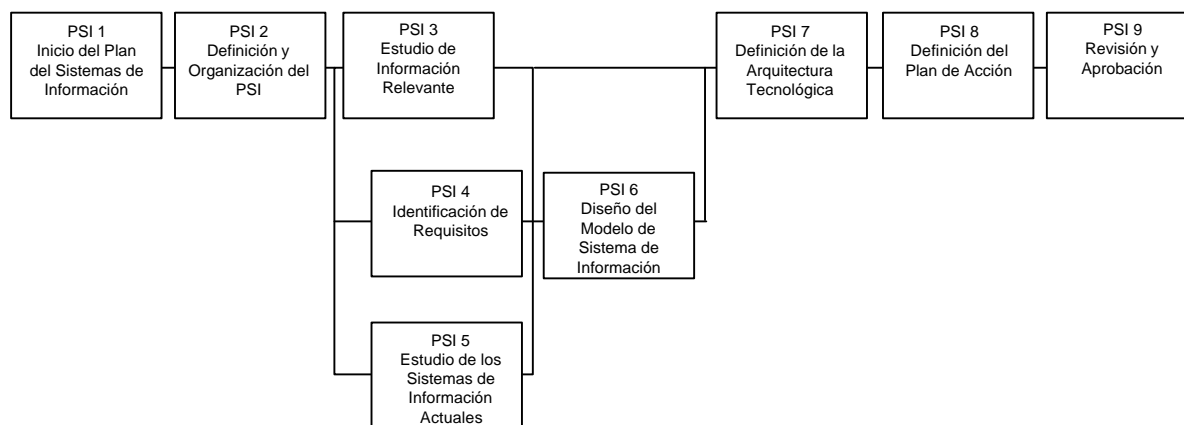 PSI 1
Inicio del Plan
del Sistemas de
Información
PSI 2
Definición y
Organización del
PSI
PSI 3
Estudio de
Información
Relevante
PSI 7
Definición de la
Arquitectura
Tecnológica
PSI 8
Definición del
Plan de Acción
PSI 9
Revisión y
Aprobación
PSI 4
Identificación de
Requisitos
PSI 6
Diseño del
Modelo de
Sistema de
Información
PSI 5
Estudio de los
Sistemas de
Información
Actuales